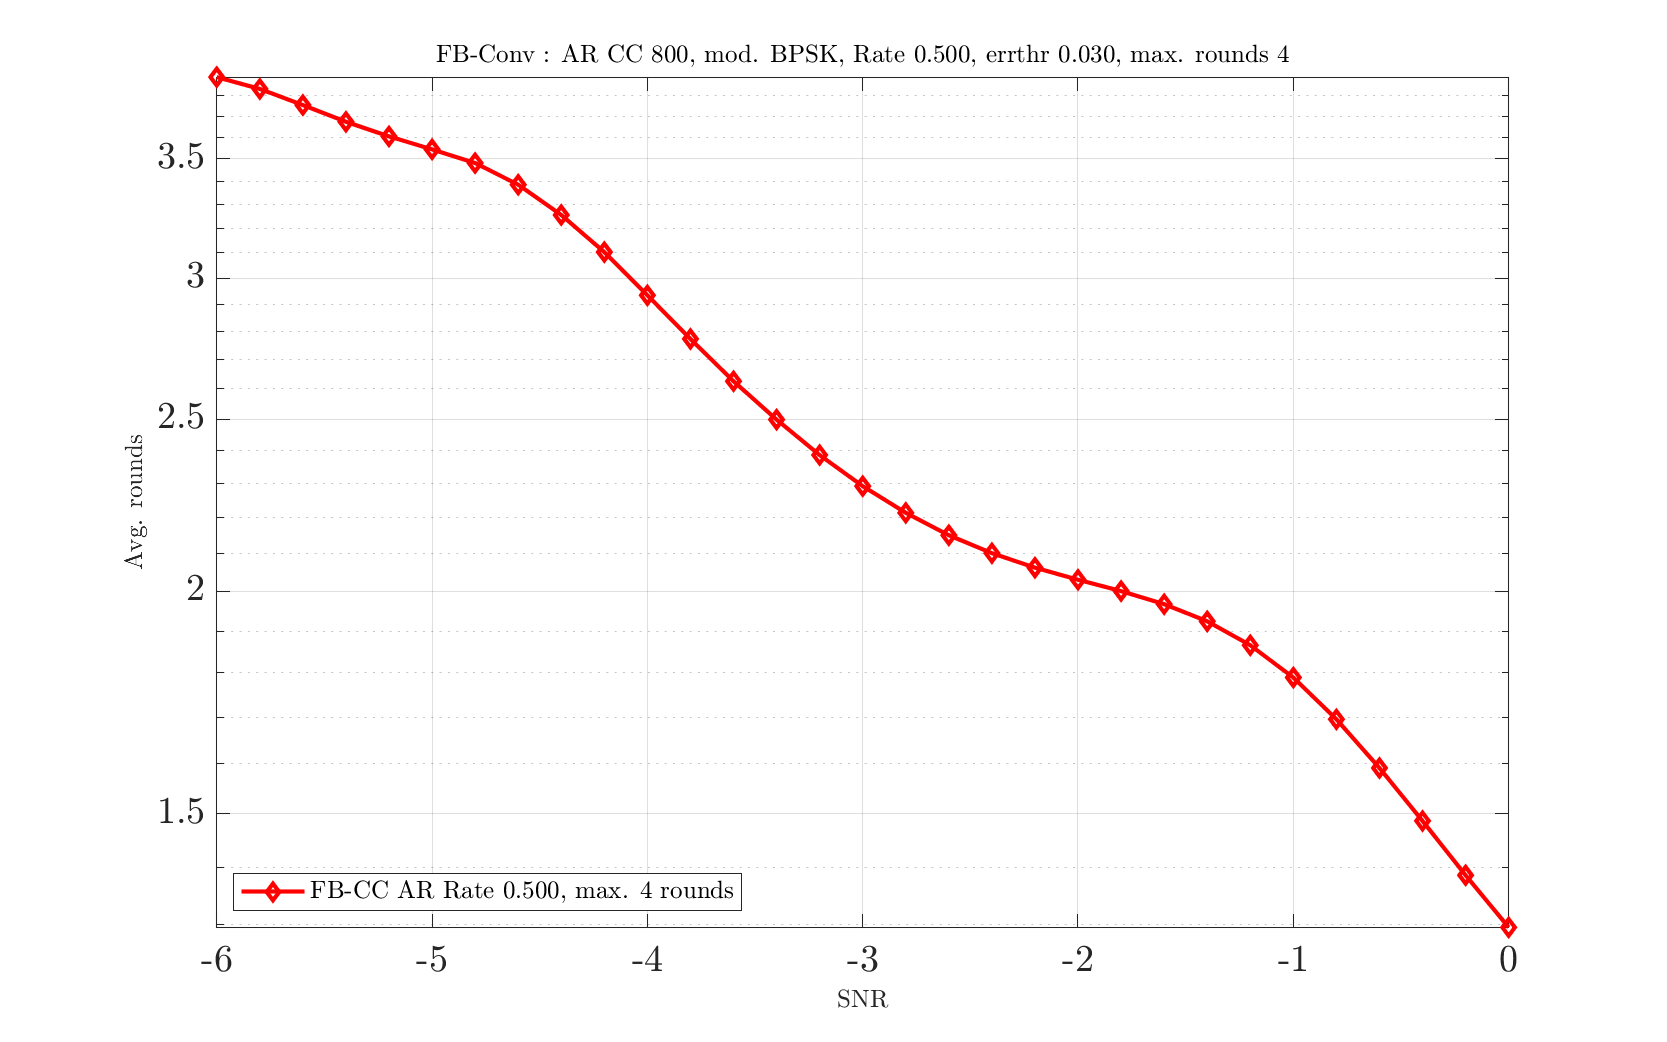 FB-Conv : AR CC 800, mod. BPSK, Rate 0.500, errthr 0.030, max. rounds 4
3.5
3
2.5
2
1.5
Avg. rounds
FB-CC AR Rate 0.500, max. 4 rounds
-6 -5 -4 -3 -2 -1 0
SNR